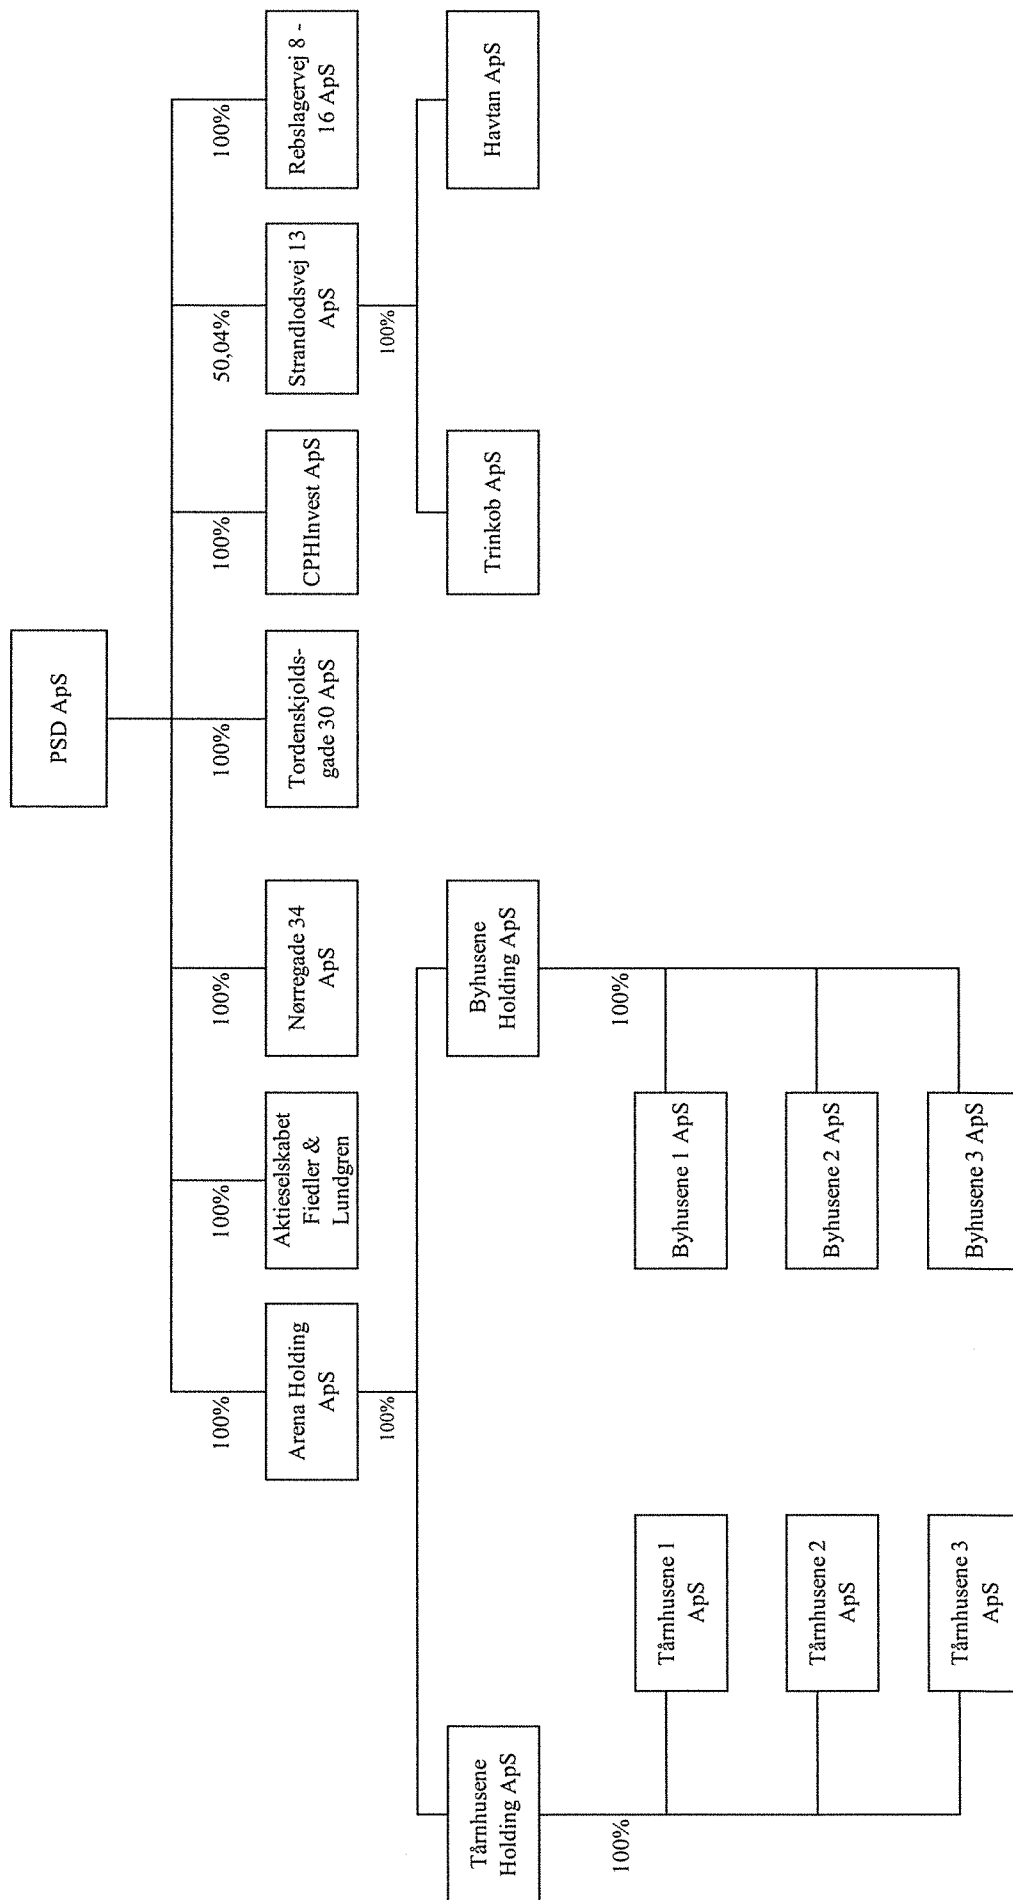 PSD ApS
100%
100%
100%
100%
100%
50,04%
100%
Arena Holding
ApS
Aktieselskabet
Fiedler &
Lundgren
Nørregade 34
ApS
Tordenskjolds-
gade 30 ApS
CPHInvest ApS
Strandlodsvej 13
ApS
Rebslagervej 8 -
16 ApS
100%
100%
Tårnhusene
Holding ApS
Byhusene
Holding ApS
Trinkob ApS
Havtan ApS
100%
100%
Tårnhusene 1
ApS
Byhusene 1 ApS
Tårnhusene 2
ApS
Byhusene 2 ApS
Tårnhusene 3
ApS
Byhusene 3 ApS